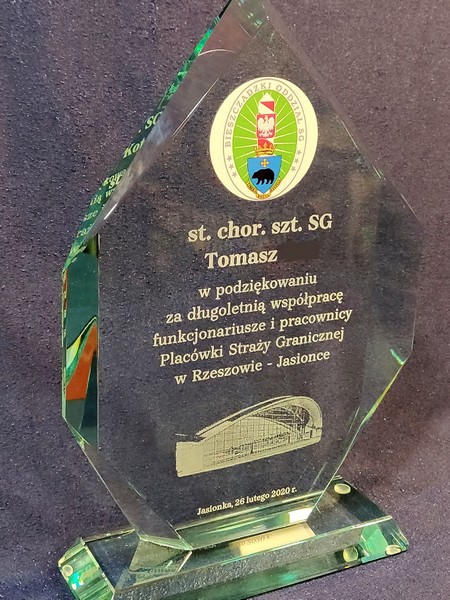 BIESZCZADZKI ODDZIAŁ SG
st. chor. szt. SG
Tomasz
w podziękowaniu
za długoletnią współpracę
funkcjonariusze i pracownicy
Placówki Straży Granicznej
w Rzeszowie - Jasionce
Jasionka, 26 lutego 2020 r.